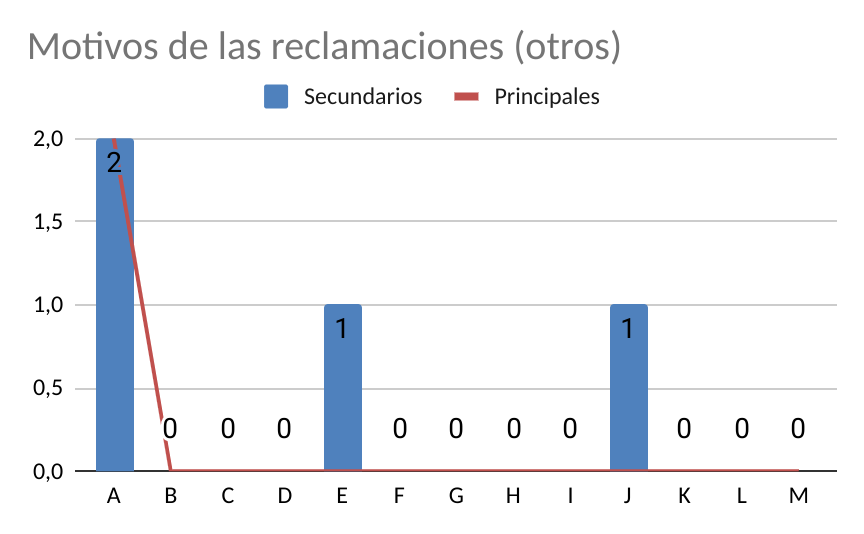 Motivos de las reclamaciones (otros)
Secundarios Principales
2,0
1,5
1,0
0,5
0,0
2 0 0 0 1 0 0 0 0 1 0 0 0
A B C D E F G H I J K L M